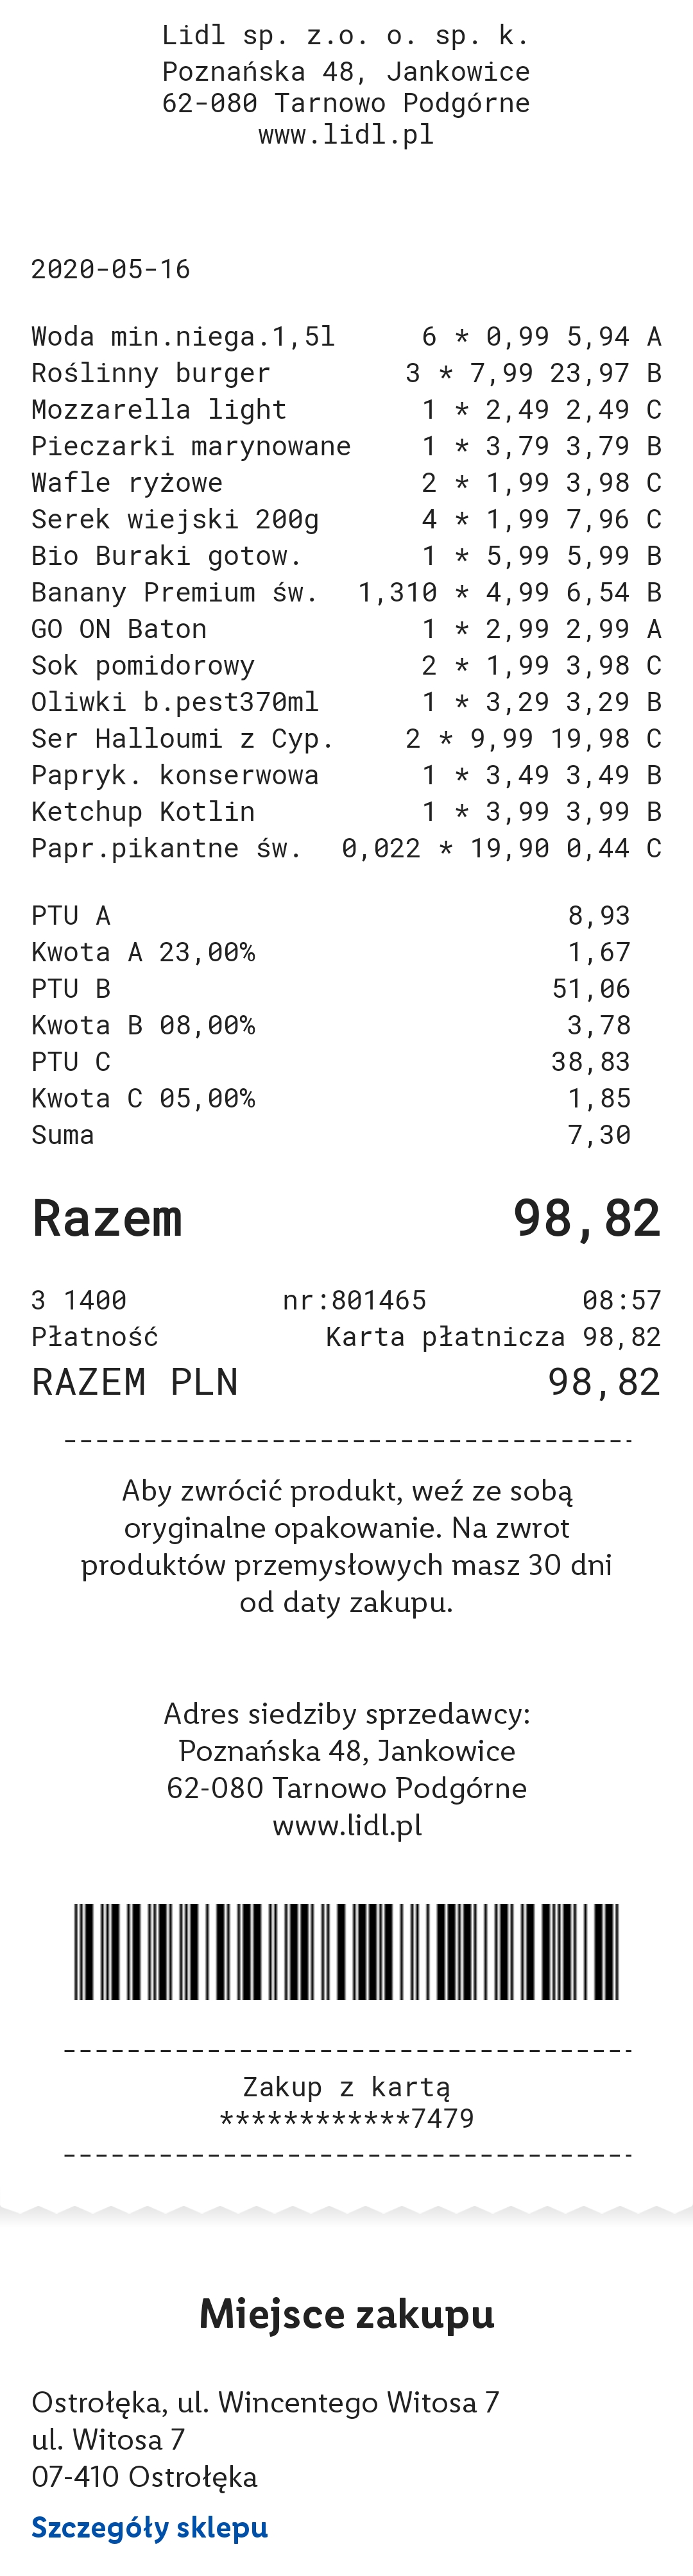 Lidl sp. z.o. o. sp. k.
Poznańska 48, Jankowice
62-080 Tarnowo Podgórne
www.lidl.pl
2020-05-16
Woda min.niega.1,5l 6 * 0,99 5,94 A
Roślinny burger 3 * 7,99 23,97 B
Mozzarella light 1 * 2,49 2,49 C
Pieczarki marynowane 1 * 3,79 3,79 B
Wafle ryżowe 2 * 1,99 3,98 C
Serek wiejski 200g 4 * 1,99 7,96 C
Bio Buraki gotow. 1 * 5,99 5,99 B
Banany Premium św. 1,310 * 4,99 6,54 B
GO ON Baton 1 * 2,99 2,99 A
Sok pomidorowy 2 * 1,99 3,98 C
Oliwki b.pest370ml 1 * 3,29 3,29 B
Ser Halloumi z Cyp. 2 * 9,99 19,98 C
Papryk. konserwowa 1 * 3,49 3,49 B
Ketchup Kotlin 1 * 3,99 3,99 B
Papr.pikantne św. 0,022 * 19,90 0,44 C
PTU A 8,93
Kwota A 23,00% 1,67
PTU B 51,06
Kwota B 08,00% 3,78
PTU C 38,83
Kwota C 05,00% 1,85
Suma 7,30
Razem 98,82
3 1400 nr:801465 08:57
Płatność Karta płatnicza 98,82
RAZEM PLN 98,82
Aby zwrócić produkt, weź ze sobą
oryginalne opakowanie. Na zwrot
produktów przemysłowych masz 30 dni
od daty zakupu.
Adres siedziby sprzedawcy:
Poznańska 48, Jankowice
62-080 Tarnowo Podgórne
www.lidl.pl
Zakup z kartą
************7479
Miejsce zakupu
Ostrołęka, ul. Wincentego Witosa 7
ul. Witosa 7
07-410 Ostrołęka
Szczegóły sklepu